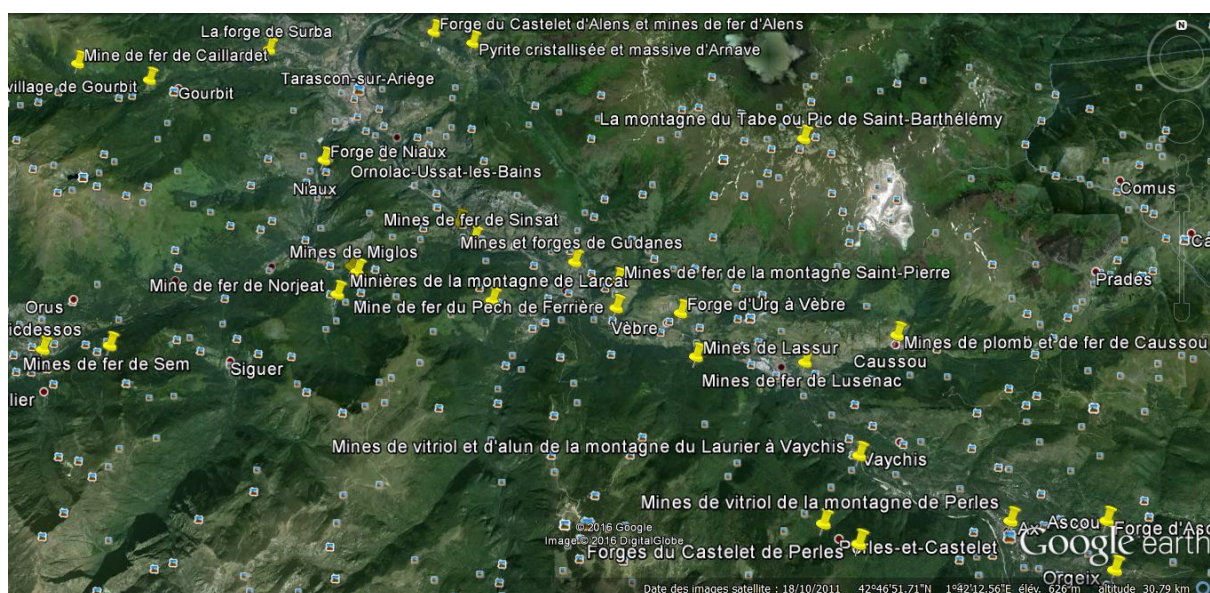 Forge du Castelet d'Alens et mines de fer d'Alens
La forge de Surba
Pyrite cristallisée et massive d'Arnave
Mine de fer de Caillardet
Tarascon-sur-Ariège
village de Gourbit
Gourbit
La montagne du Tabe ou Pic de Saint-Barthélémy
Forge de Niaux
Ornolac-Ussat-les-Bains
Niaux
Comus
Mines de fer de Sinsat
Mines et forges de Gudanes
Mines de Miglos
Mines de fer de la montagne Saint-Pierre
Prades
Mine de fer de Norjeat
Minières de la montagne de Larcat
Orus
Mine de fer du Pech de Ferrière
Forge d'Urg à Vèbre
icdessos
Vèbre
Mines de plomb et de fer de Caussou
Mines de fer de Sem
Siguer
Mines de Lassur
Caussou
Mines de fer de Lusenac
lier
Mines de vitriol et d'alun de la montagne du Laurier à Vaychis
Vaychis
Mines de vitriol de la montagne de Perles
Ax-
Ascou
Forge d'Asc
© 2016 Google
Image © 2016 DigitalGlobe
Forges du Castelet de Perles
Perles-et-Castelet
Google earth
Orgeix
Date des images satellite : 18/10/2011 42°46'51.71"N 1°42'12.56"E élév. 626 m altitude 30.79 km
N